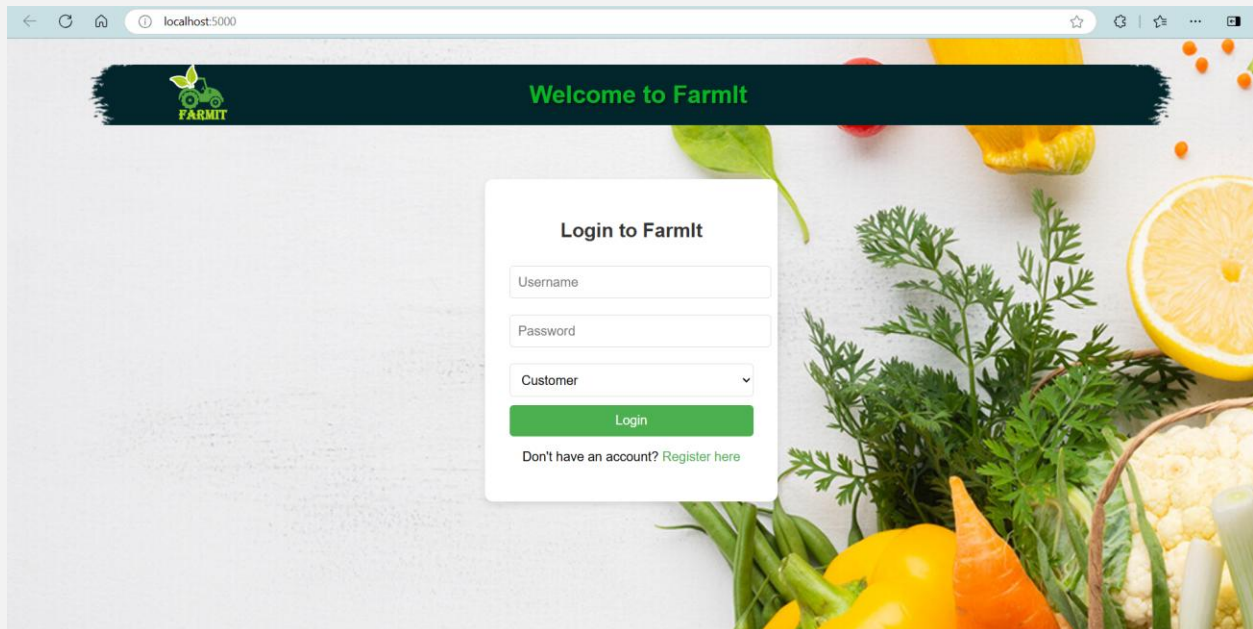 localhost:5000
FARMIT
Welcome to FarmIt
Login to FarmIt
Username
Password
Customer
Login
Don't have an account? Register here